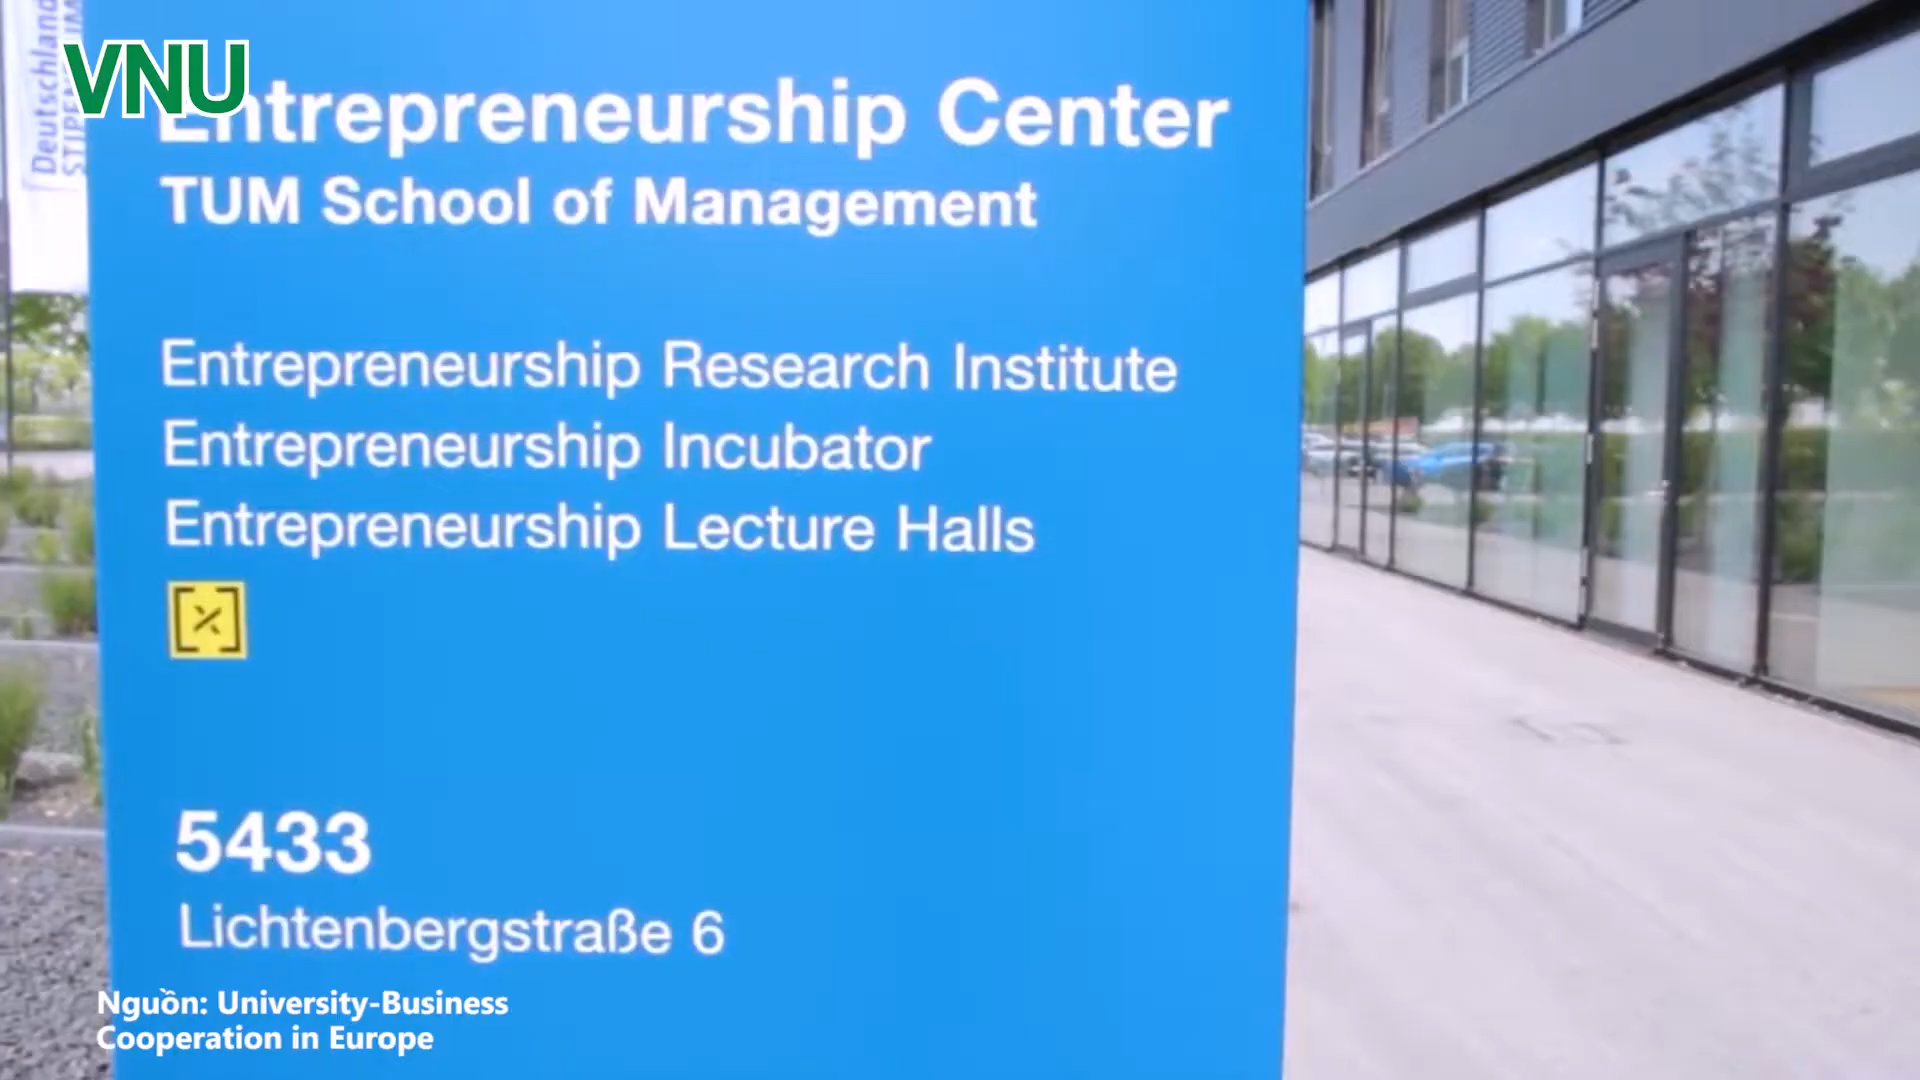 Deutschland
VNU
Entrepreneurship Center
TUM School of Management
Entrepreneurship Research Institute
Entrepreneurship Incubator
Entrepreneurship Lecture Halls
5433
Lichtenbergstraße 6
Nguồn: University-Business
Cooperation in Europe